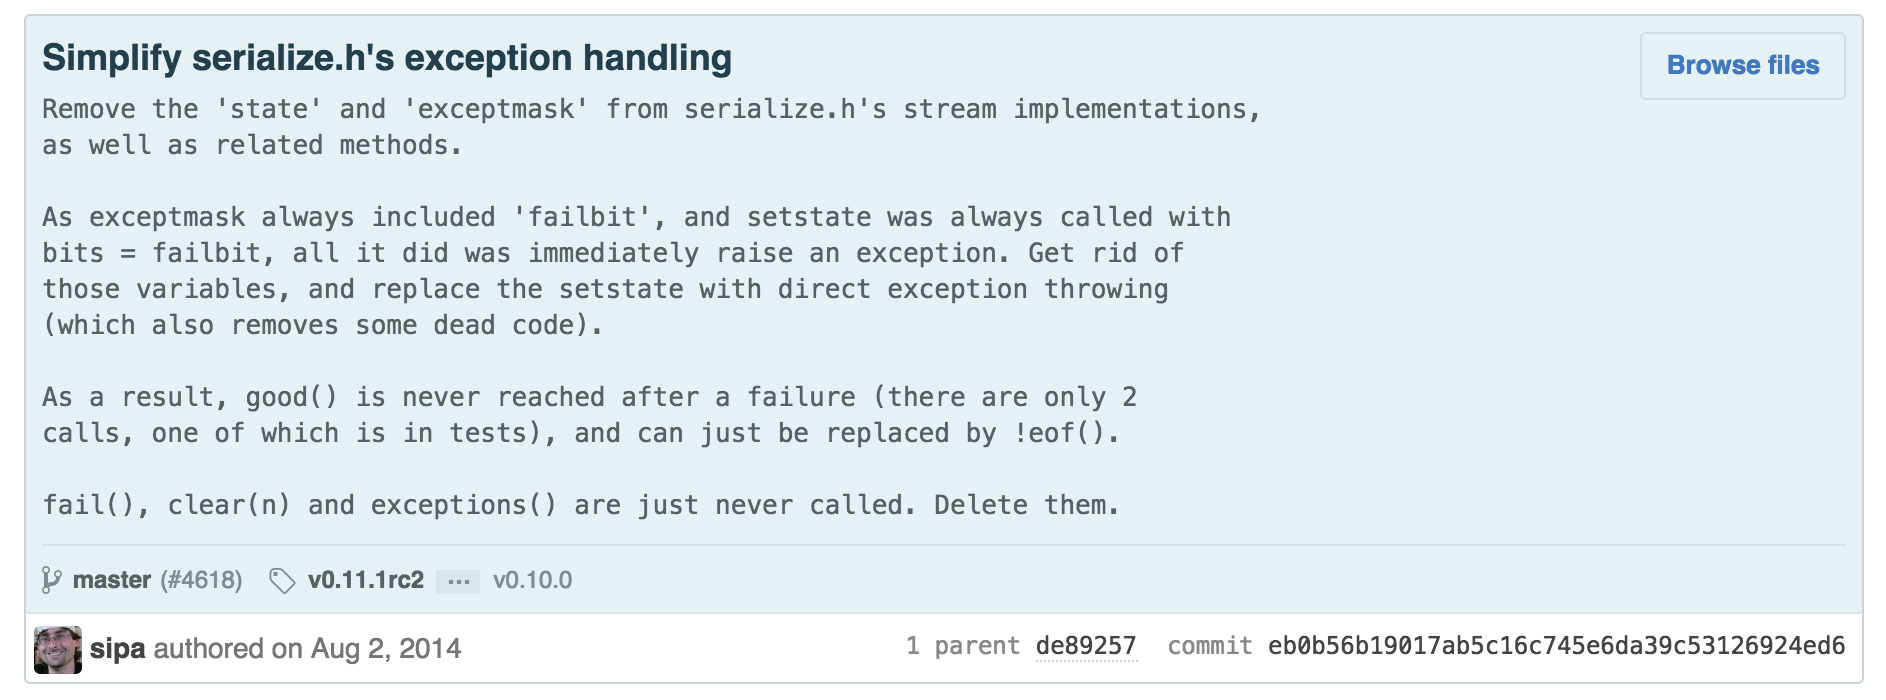 Simplify serialize.h's exception handling
Browse files
Remove the 'state' and 'exceptmask' from serialize.h's stream implementations,
as well as related methods.
As exceptmask always included 'failbit', and setstate was always called with
bits = failbit, all it did was immediately raise an exception. Get rid of
those variables, and replace the setstate with direct exception throwing
(which also removes some dead code).
As a result, good() is never reached after a failure (there are only 2
calls, one of which is in tests), and can just be replaced by !eof().
fail(), clear(n) and exceptions() are just never called. Delete them.
master (#4618) v0.11.1rc2 ... v0.10.0
sipa authored on Aug 2, 2014 1 parent de89257 commit eb0b56b19017ab5c16c745e6da39c53126924ed6